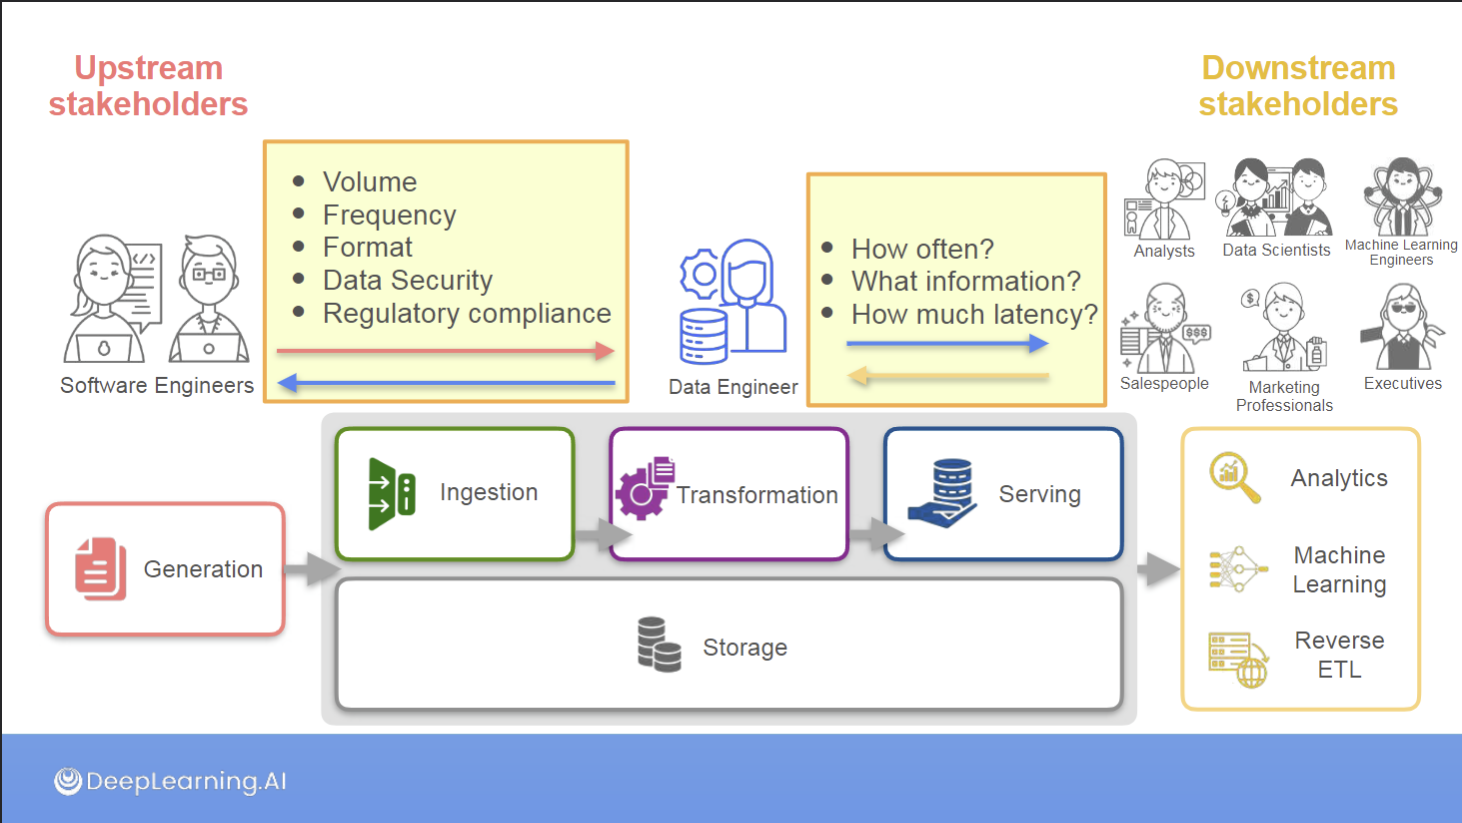 Upstream
stakeholders
Downstream
stakeholders
• Volume
• Frequency
• Format
• Data Security
• Regulatory compliance
• How often?
• What information?
• How much latency?
</>
$$$
$
Analysts
Data Scientists
Machine Learning
Engineers
Salespeople
Marketing
Professionals
Executives
Software Engineers
Data Engineer
Generation
Ingestion
Transformation
Serving
Storage
Analytics
Machine
Learning
Reverse
ETL
DeepLearning.AI